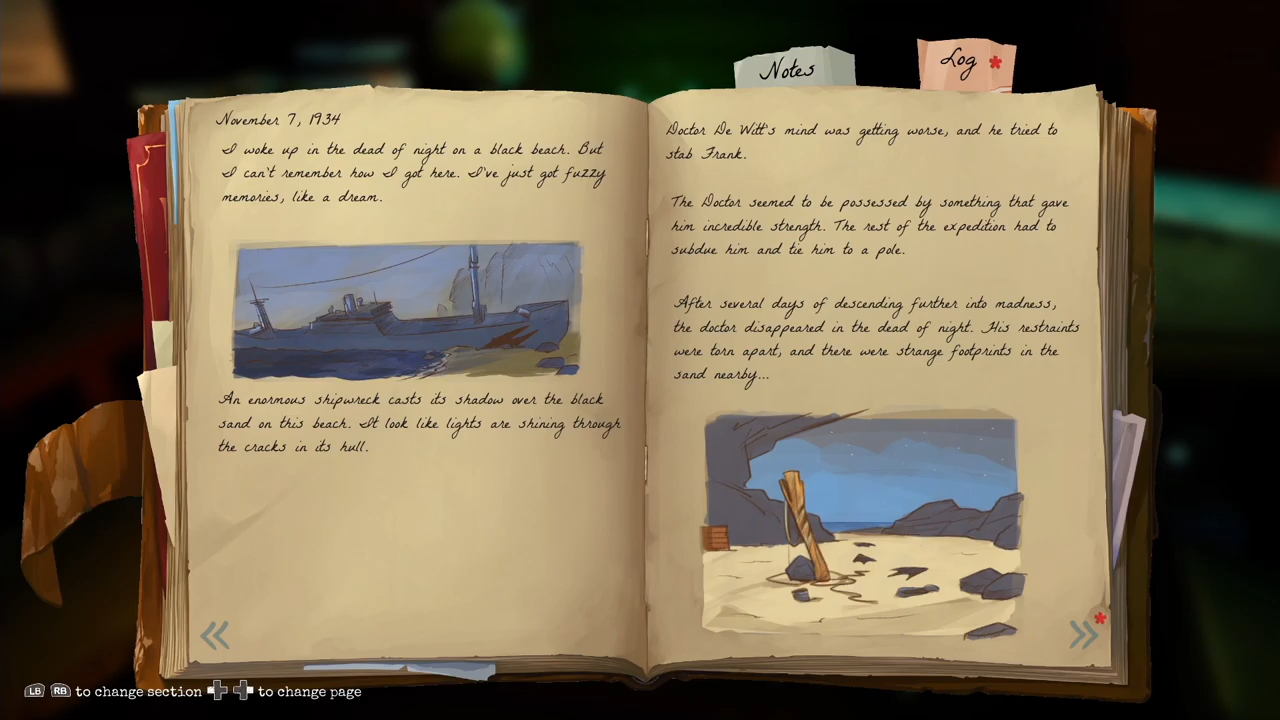 Notes
Log *
November 7, 1934
I woke up in the dead of night on a black beach. But
I can't remember how I got here. I've just got fuzzy
memories, like a dream.
An enormous shipwreck casts its shadow over the black
sand on this beach. It look like lights are shining through
the cracks in its hull.
Doctor De Witt's mind was getting worse, and he tried to
stab Frank.
The Doctor seemed to be possessed by something that gave
him incredible strength. The rest of the expedition had to
subdue him and tie him to a pole.
After several days of descending further into madness,
the doctor disappeared in the dead of night. His restraints
were torn apart, and there were strange footprints in the
sand nearby...
LB RB to change section to change page